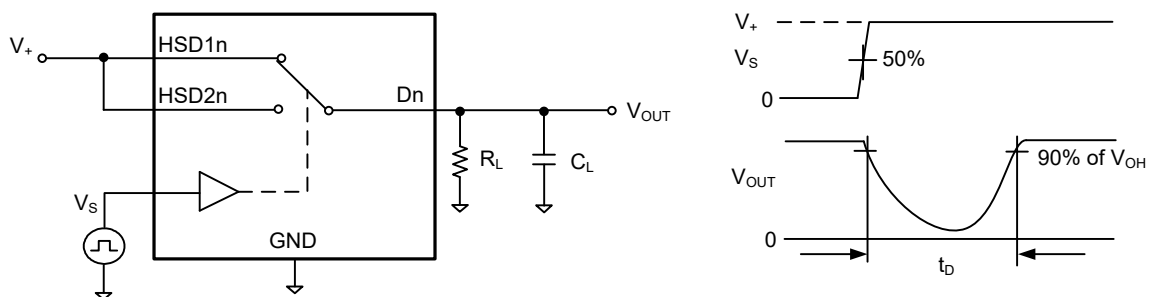 V+
HSD1n
HSD2n
Dn
VOUT
RL
CL
VS
GND
V+
VS
50%
0
VOUT
90% of VOH
0
tD